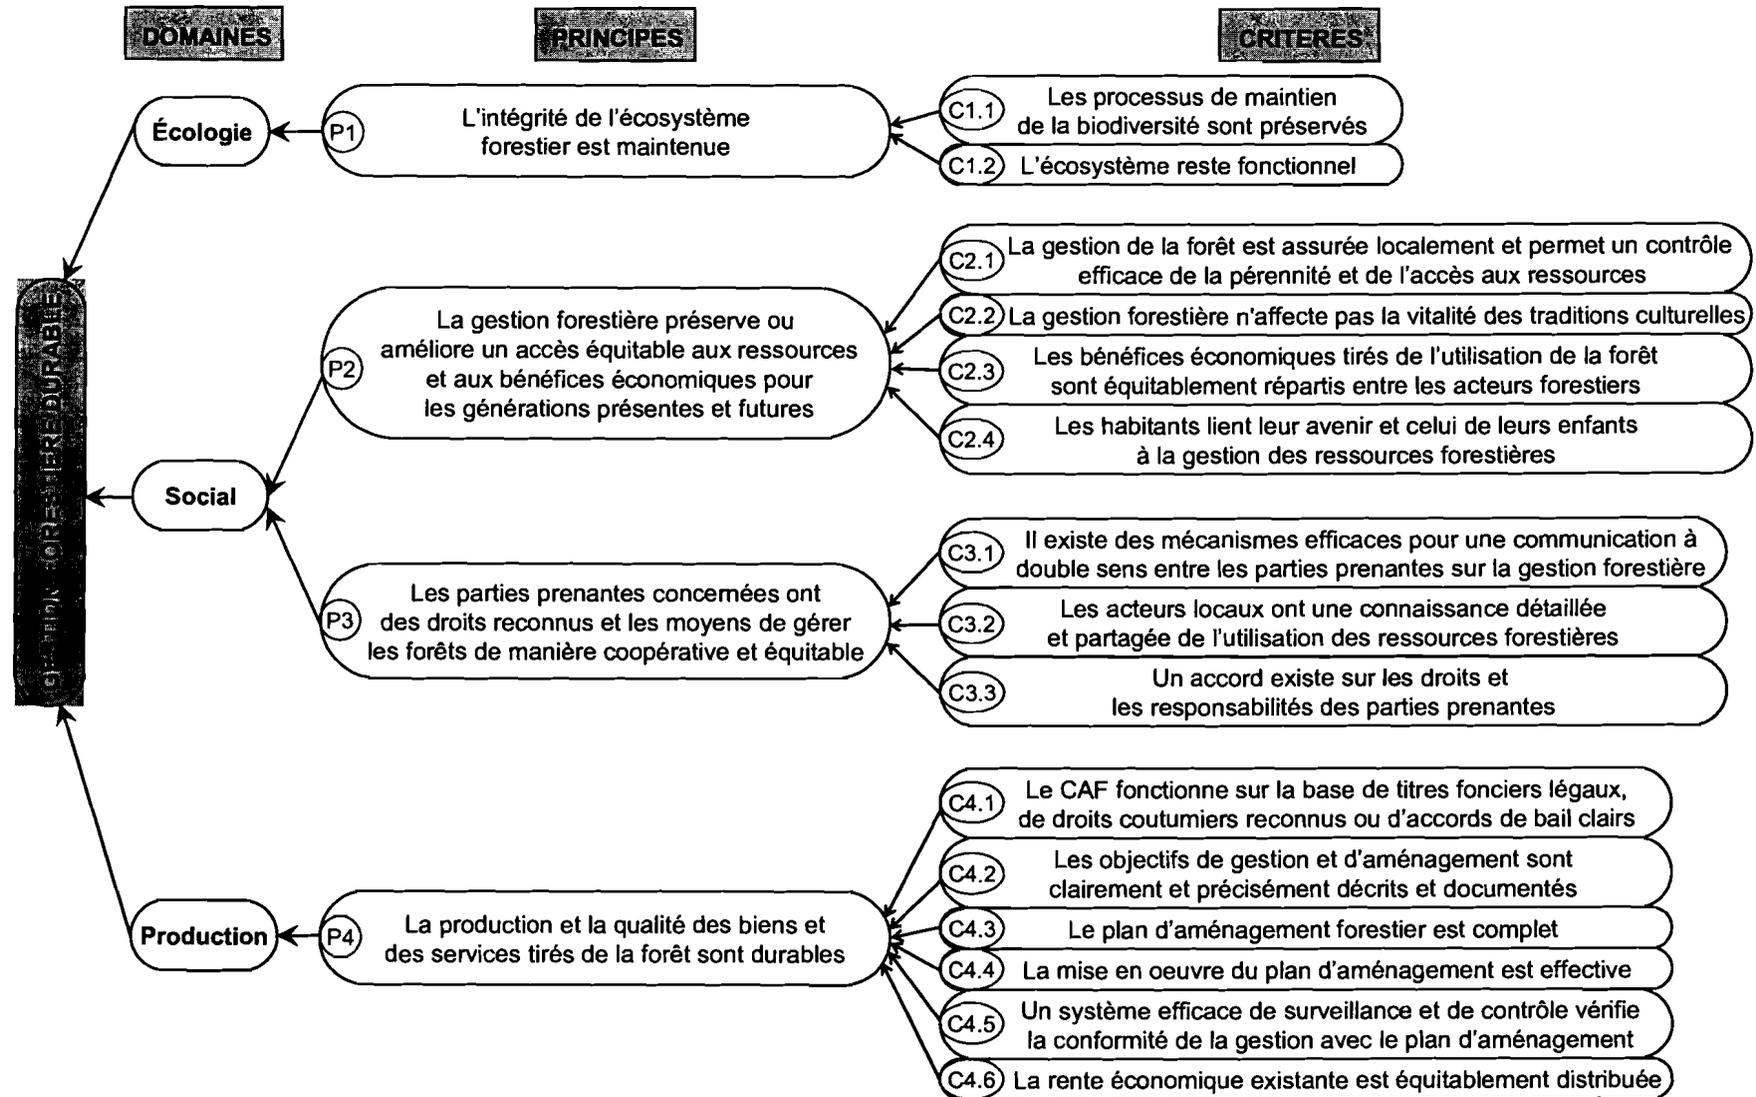 DOMAINES
PRINCIPES
CRITERES
GESTION FORESTIERE DURABLE
Écologie
P1
L'intégrité de l'écosystème
forestier est maintenue
C1.1
Les processus de maintien
de la biodiversité sont préservés
C1.2
L'écosystème reste fonctionnel
Social
P2
La gestion forestière préserve ou
améliore un accès équitable aux ressources
et aux bénéfices économiques pour
les générations présentes et futures
C2.1
La gestion de la forêt est assurée localement et permet un contrôle
efficace de la pérennité et de l'accès aux ressources
C2.2
La gestion forestière n'affecte pas la vitalité des traditions culturelles
C2.3
Les bénéfices économiques tirés de l'utilisation de la forêt
sont équitablement répartis entre les acteurs forestiers
C2.4
Les habitants lient leur avenir et celui de leurs enfants
à la gestion des ressources forestières
P3
Les parties prenantes concernées ont
des droits reconnus et les moyens de gérer
les forêts de manière coopérative et équitable
C3.1
Il existe des mécanismes efficaces pour une communication à
double sens entre les parties prenantes sur la gestion forestière
C3.2
Les acteurs locaux ont une connaissance détaillée
et partagée de l'utilisation des ressources forestières
C3.3
Un accord existe sur les droits et
les responsabilités des parties prenantes
Production
P4
La production et la qualité des biens et
des services tirés de la forêt sont durables
C4.1
Le CAF fonctionne sur la base de titres fonciers légaux,
de droits coutumiers reconnus ou d'accords de bail clairs
C4.2
Les objectifs de gestion et d'aménagement sont
clairement et précisément décrits et documentés
C4.3
Le plan d'aménagement forestier est complet
C4.4
La mise en oeuvre du plan d'aménagement est effective
C4.5
Un système efficace de surveillance et de contrôle vérifie
la conformité de la gestion avec le plan d'aménagement
C4.6
La rente économique existante est équitablement distribuée